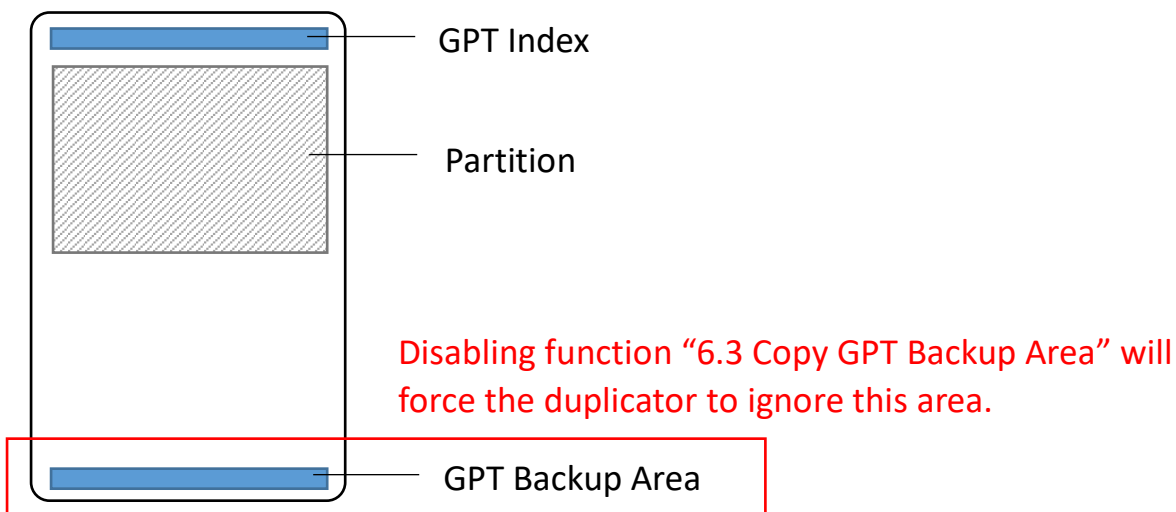 GPT Index
Partition
Disabling function “6.3 Copy GPT Backup Area” will
force the duplicator to ignore this area.
GPT Backup Area